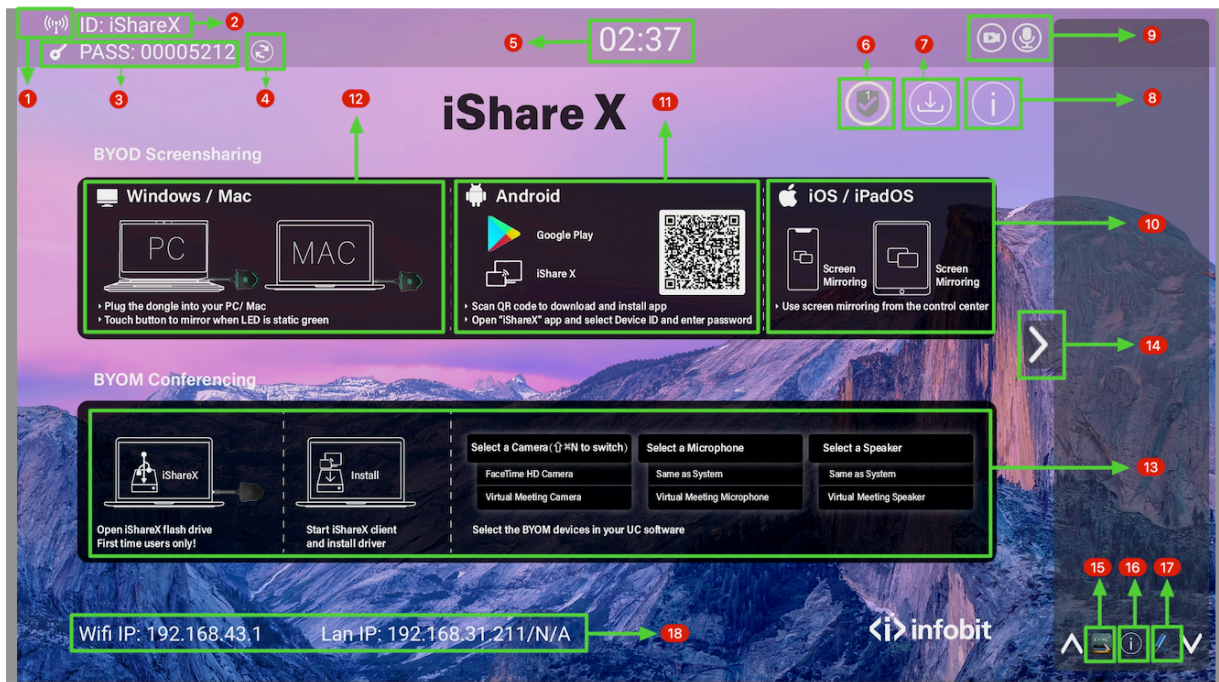 ID: iShareX
2
PASS: 00005212
5
02:37
6
7
9
1
3
4
12
iShare X
11
1
8
BYOD Screensharing
Windows / Mac
Android
iOS / iPadOS
PC
MAC
Google Play
iShare X
Screen
Mirroring
Screen
Mirroring
10
‣ Plug the dongle into your PC/ Mac
‣ Touch button to mirror when LED is static green
‣ Scan QR code to download and install app
‣ Open “iShareX” app and select Device ID and enter password
‣ Use screen mirroring from the control center
14
BYOM Conferencing
iShareX
Install
Select a Camera(⇧⌘N to switch)
Select a Microphone
Select a Speaker
FaceTime HD Camera
Same as System
Same as System
Virtual Meeting Camera
Virtual Meeting Microphone
Virtual Meeting Speaker
13
Open iShareX flash drive
First time users only!
Start iShareX client
and install driver
Select the BYOM devices in your UC software
15
16
17
Wifi IP: 192.168.43.1
Lan IP: 192.168.31.211/N/A
18
<i> infobit